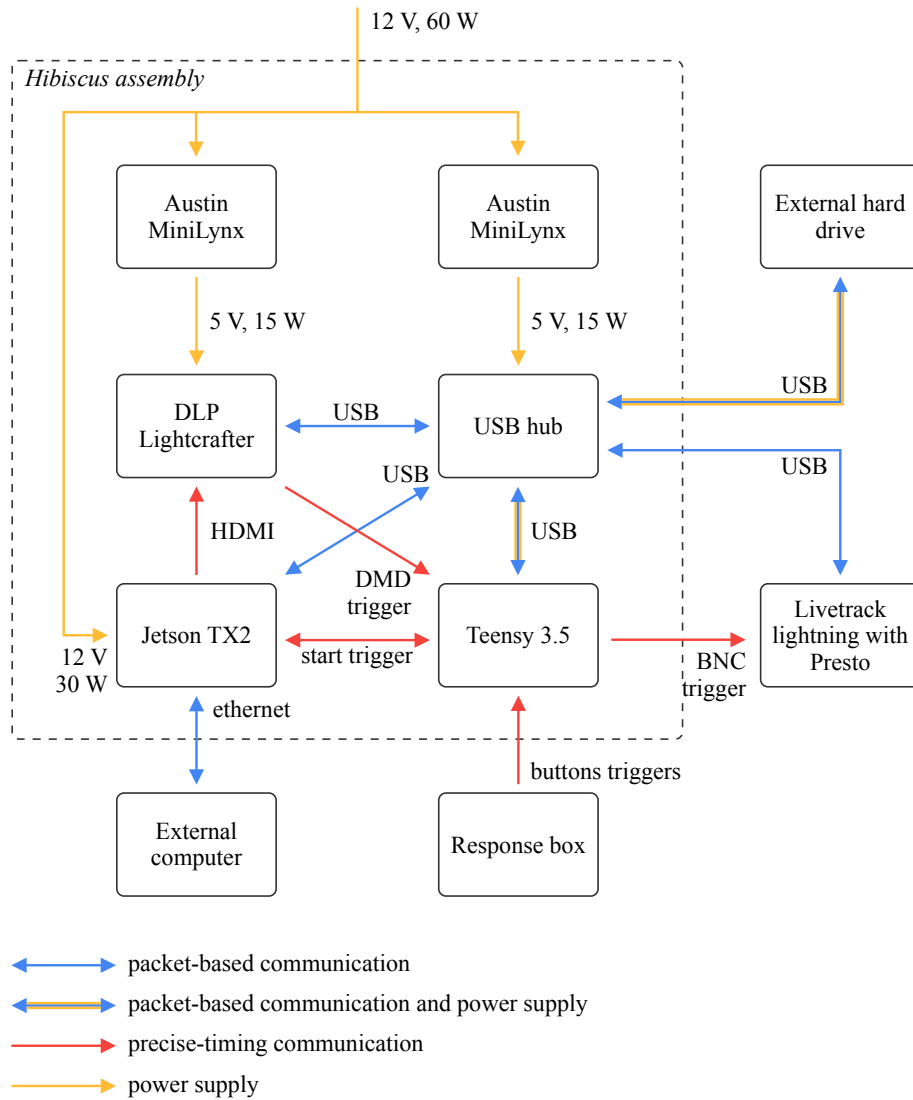 12 V, 60 W
Hibiscus assembly
Austin
MiniLynx
Austin
MiniLynx
External hard
drive
5 V, 15 W
5 V, 15 W
DLP
Lightcrafter
USB
USB hub
USB
USB
USB
HDMI
USB
DMD
trigger
Jetson TX2
start trigger
Teensy 3.5
Livetrack
lightning with
Presto
12 V
30 W
BNC
trigger
ethernet
buttons triggers
External
computer
Response box
packet-based communication
packet-based communication and power supply
precise-timing communication
power supply